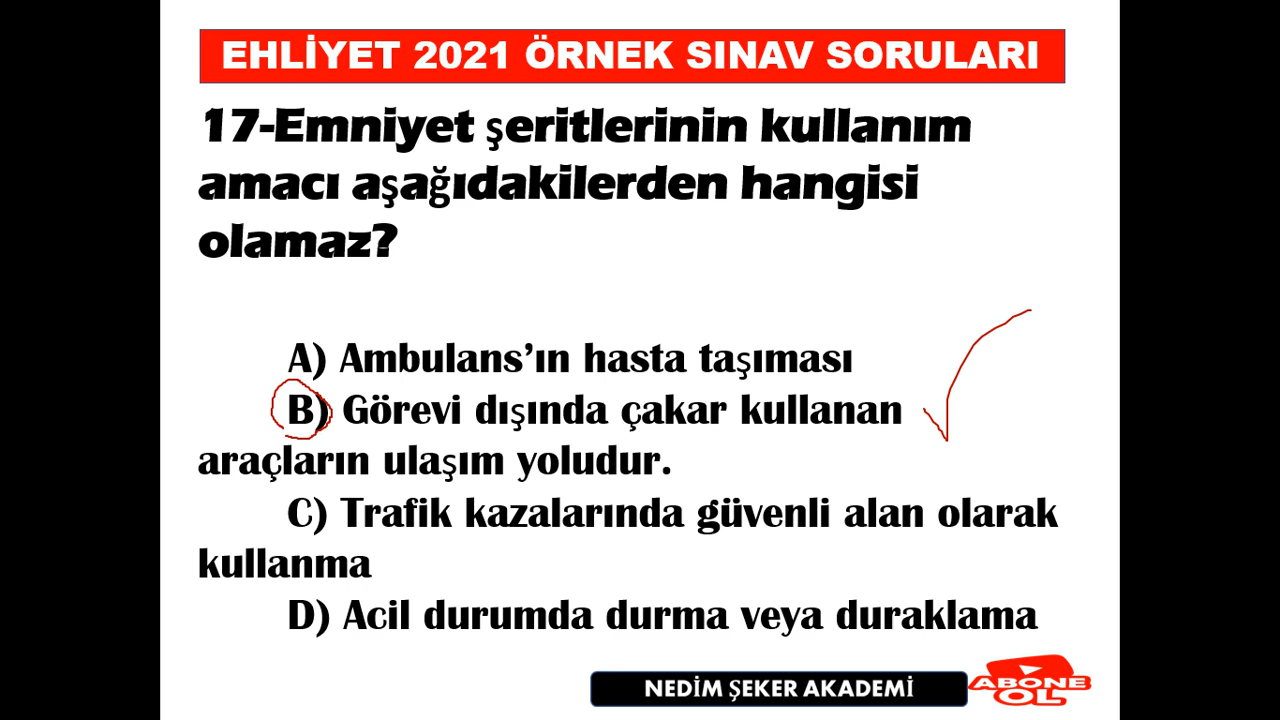 EHLİYET 2021 ÖRNEK SINAV SORULARI
17-Emniyet şeritlerinin kullanım
amacı aşağıdakilerden hangisi
olamaz?
A) Ambulans’ın hasta taşıması
B) Görevi dışında çakar kullanan
araçların ulaşım yoludur.
C) Trafik kazalarında güvenli alan olarak
kullanma
D) Acil durumda durma veya duraklama
NEDİM ŞEKER AKADEMİ
ABONE
OL